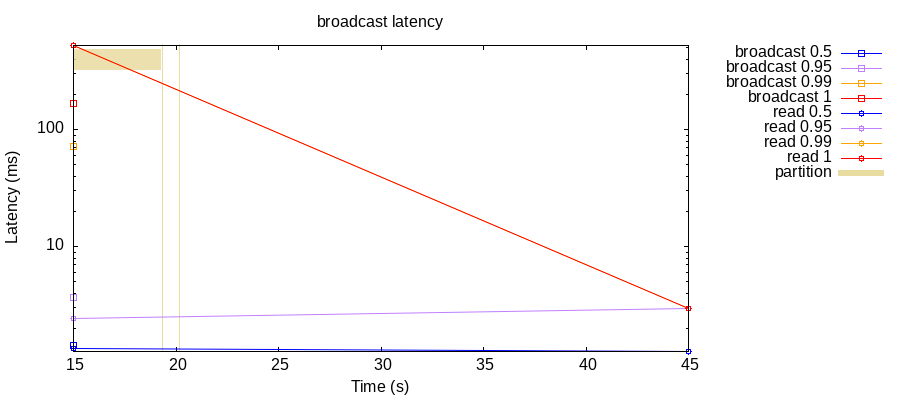 broadcast latency
broadcast 0.5
broadcast 0.95
broadcast 0.99
broadcast 1
read 0.5
read 0.95
read 0.99
read 1
partition
Latency (ms)
100
10
15 20 25 30 35 40 45
Time (s)